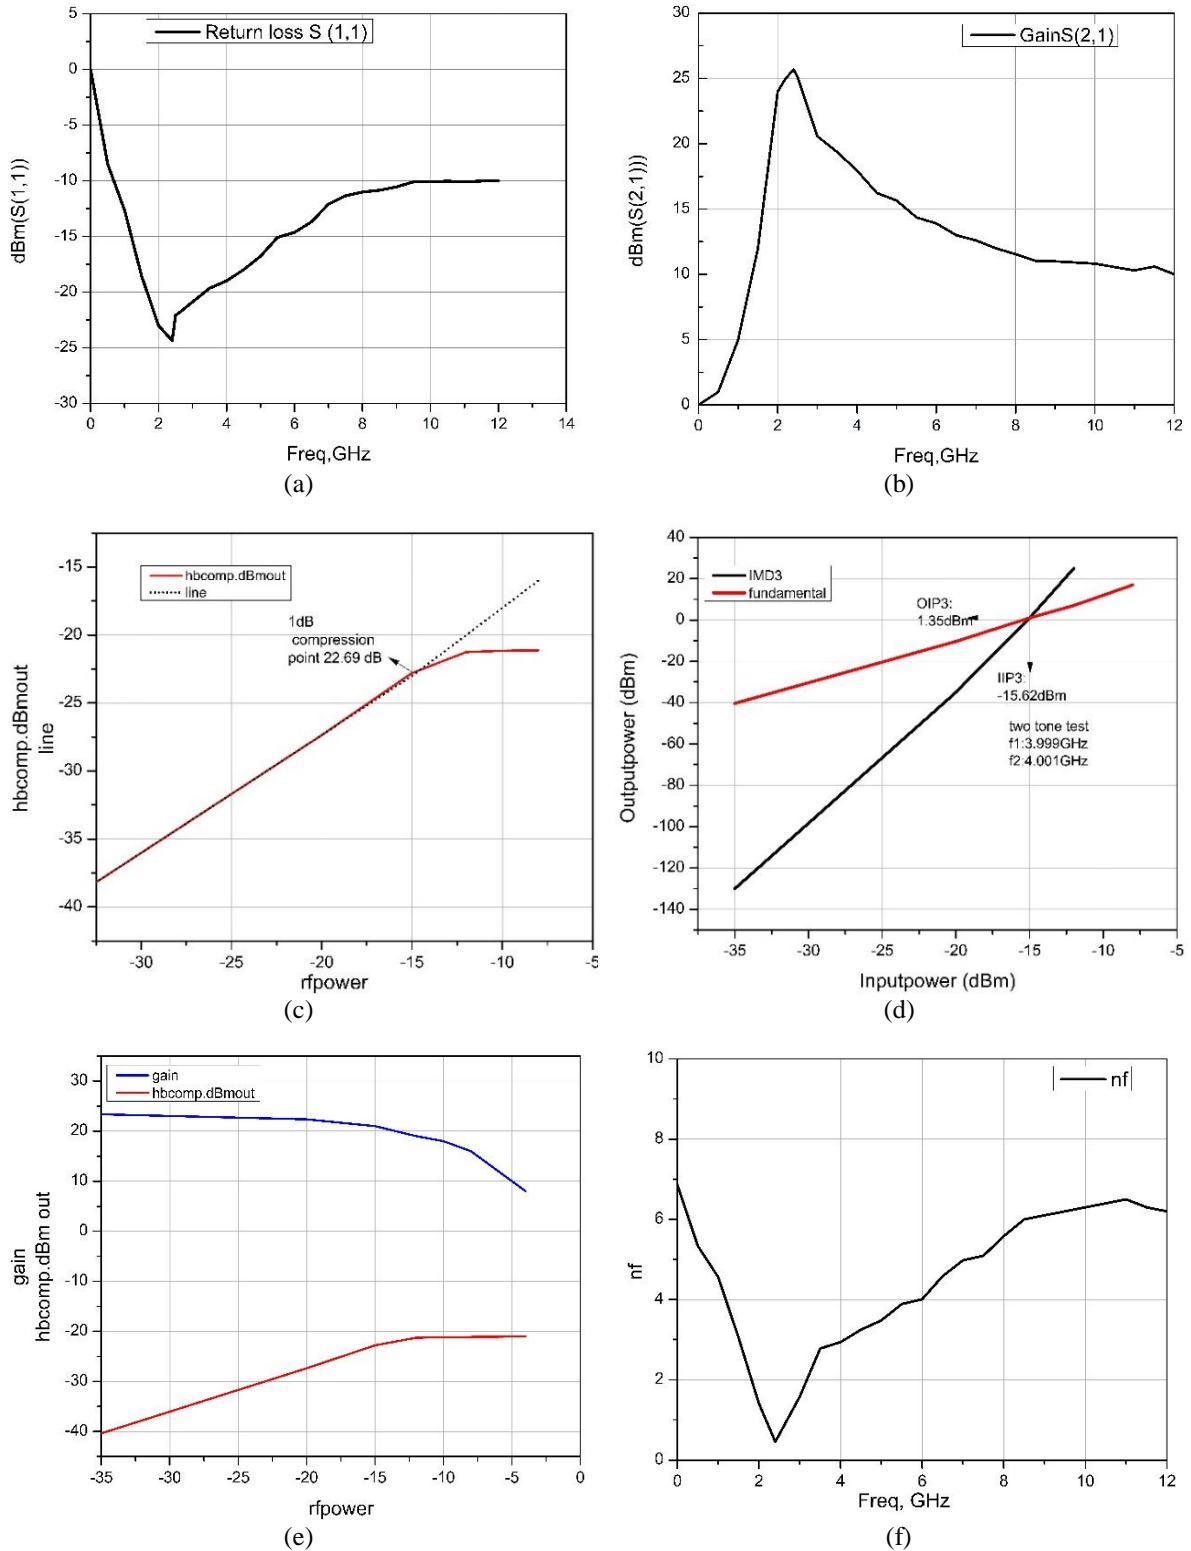 Return loss S (1,1)
dBm(S(1,1))
5
0
-5
-10
-15
-20
-25
-30
0 2 4 6 8 10 12 14
Freq,GHz
(a)
GainS(2,1)
dBm(S(2,1)))
30
25
20
15
10
5
0
0 2 4 6 8 10 12
Freq,GHz
(b)
hbcomp.dBmout
line
1dB
compression
point 22.69 dB
hbcomp.dBmout
line
-15
-20
-25
-30
-35
-40
-30 -25 -20 -15 -10 -5
rfpower
(c)
IMD3
fundamental
OIP3:
1.35dBm
IIP3:
-15.62dBm
two tone test
f1:3.999GHz
f2:4.001GHz
Outputpower (dBm)
40
20
0
-20
-40
-60
-80
-100
-120
-140
-35 -30 -25 -20 -15 -10 -5
Inputpower (dBm)
(d)
gain
hbcomp.dBmout
gain
hbcomp.dBm out
30
20
10
0
-10
-20
-30
-40
-35 -30 -25 -20 -15 -10 -5 0
rfpower
(e)
nf
nf
10
8
6
4
2
0
0 2 4 6 8 10 12
Freq, GHz
(f)